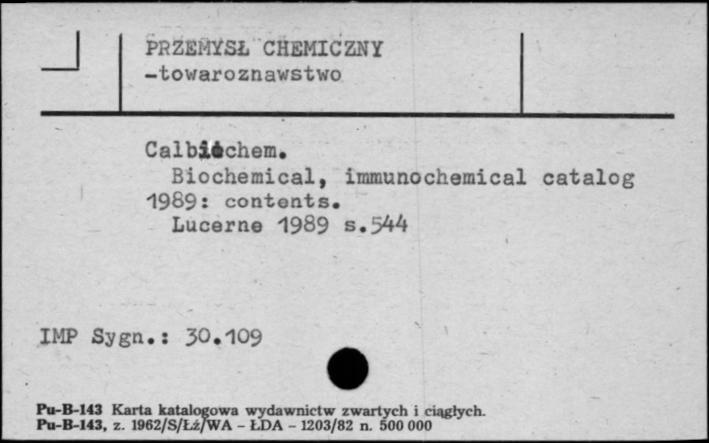 PRZEMYSŁ CHEMICZNY
-towaroznawstwo
Calbiochem.
Biochemical, immunochemical catalog
1989: contents.
Lucerne 1989 s.544
IMP Sygn.: 30.109
Pu-B-143 Karta katalogowa wydawnictw zwartych i ciągłych.
Pu-B-143, z. 1962/S/Łź/WA - ŁDA - 1203/82 n. 500 000